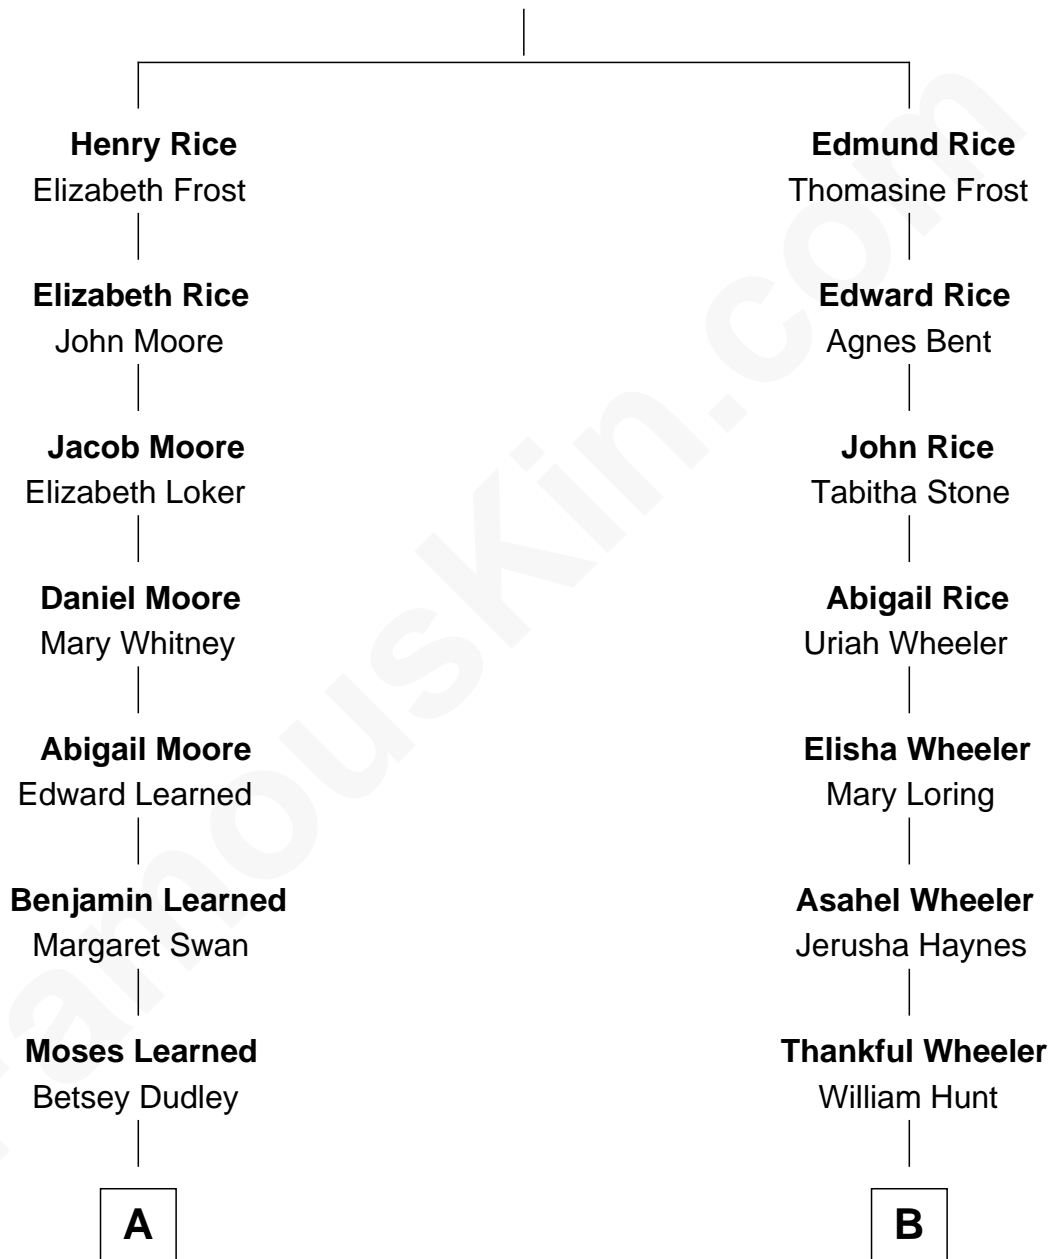 Henry Rice
Elizabeth Frost
Elizabeth Rice
John Moore
Jacob Moore
Elizabeth Loker
Daniel Moore
Mary Whitney
Abigail Moore
Edward Learned
Benjamin Learned
Margaret Swan
Moses Learned
Betsey Dudley
A
Edmund Rice
Thomasine Frost
Edward Rice
Agnes Bent
John Rice
Tabitha Stone
Abigail Rice
Uriah Wheeler
Elisha Wheeler
Mary Loring
Asahel Wheeler
Jerusha Haynes
Thankful Wheeler
William Hunt
B
FamousKin.com